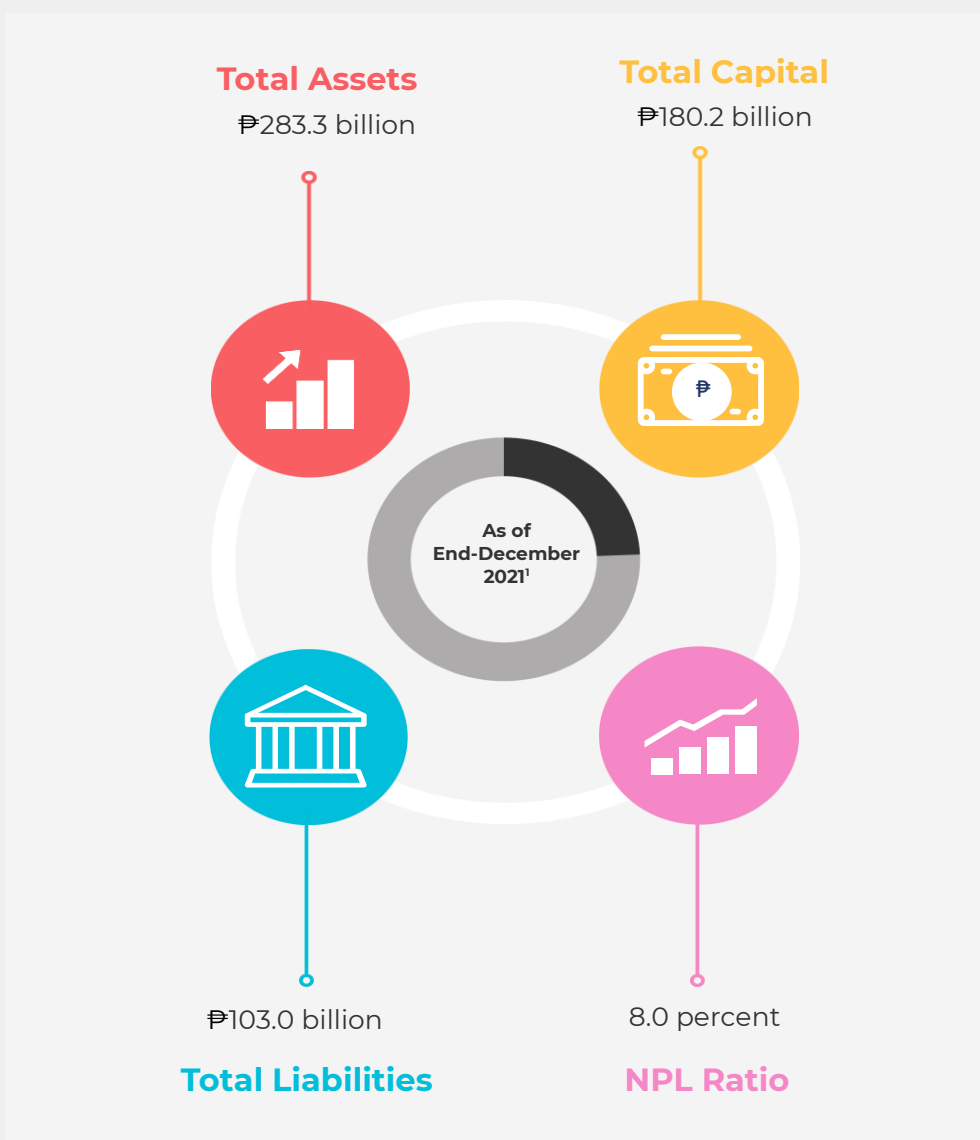 Total Assets
₱283.3 billion
Total Capital
₱180.2 billion
₱
As of
End-December
2021¹
₱103.0 billion
Total Liabilities
8.0 percent
NPL Ratio